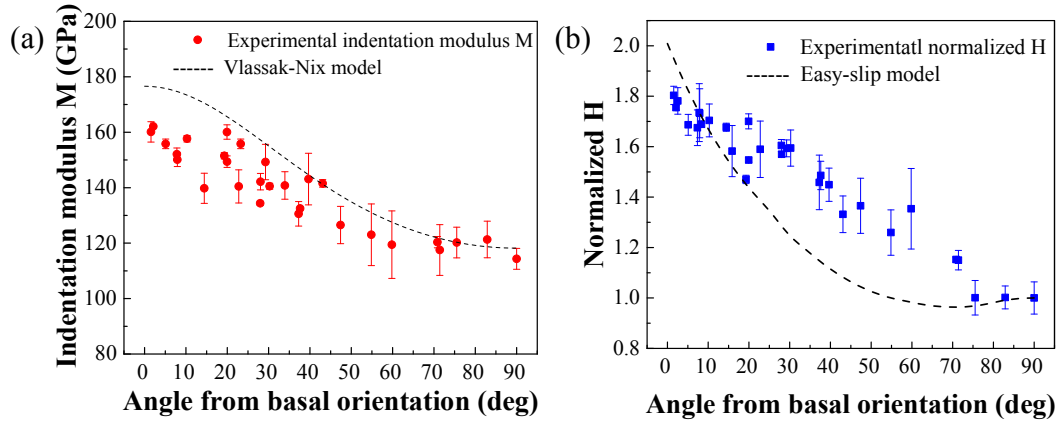 (a)
Indentation modulus M (GPa)
200
180
160
140
120
100
80
Experimental indentation modulus M
Vlassak-Nix model
0 10 20 30 40 50 60 70 80 90
Angle from basal orientation (deg)
(b)
Normalized H
2.0
1.8
1.6
1.4
1.2
1.0
0.8
Experimentatl normalized H
Easy-slip model
0 10 20 30 40 50 60 70 80 90
Angle from basal orientation (deg)